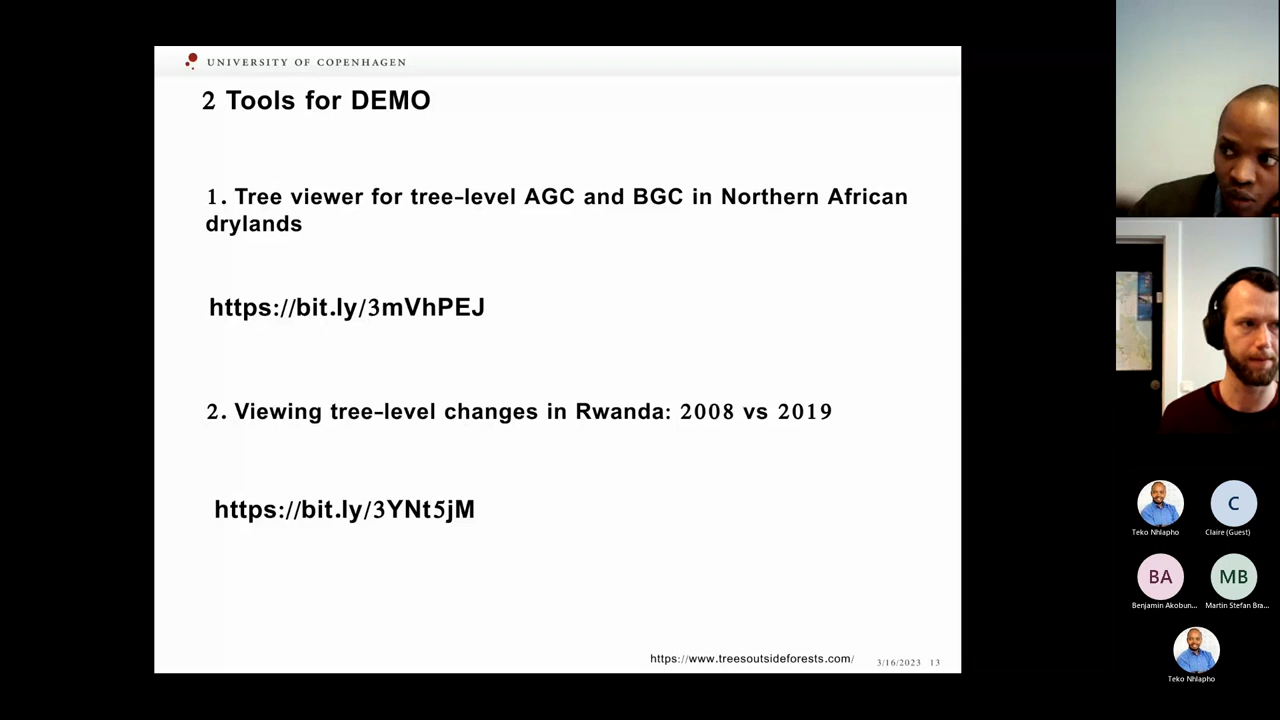 UNIVERSITY OF COPENHAGEN
2 Tools for DEMO
1. Tree viewer for tree-level AGC and BGC in Northern African
drylands
https://bit.ly/3mVhPEJ
2. Viewing tree-level changes in Rwanda: 2008 vs 2019
https://bit.ly/3YNt5jM
https://www.treesoutsideforests.com/
3/16/2023 13
C
Teko Nhlapho
Claire (Guest)
BA
MB
Benjamin Akobun...
Martin Stefan Bra...
Teko Nhlapho